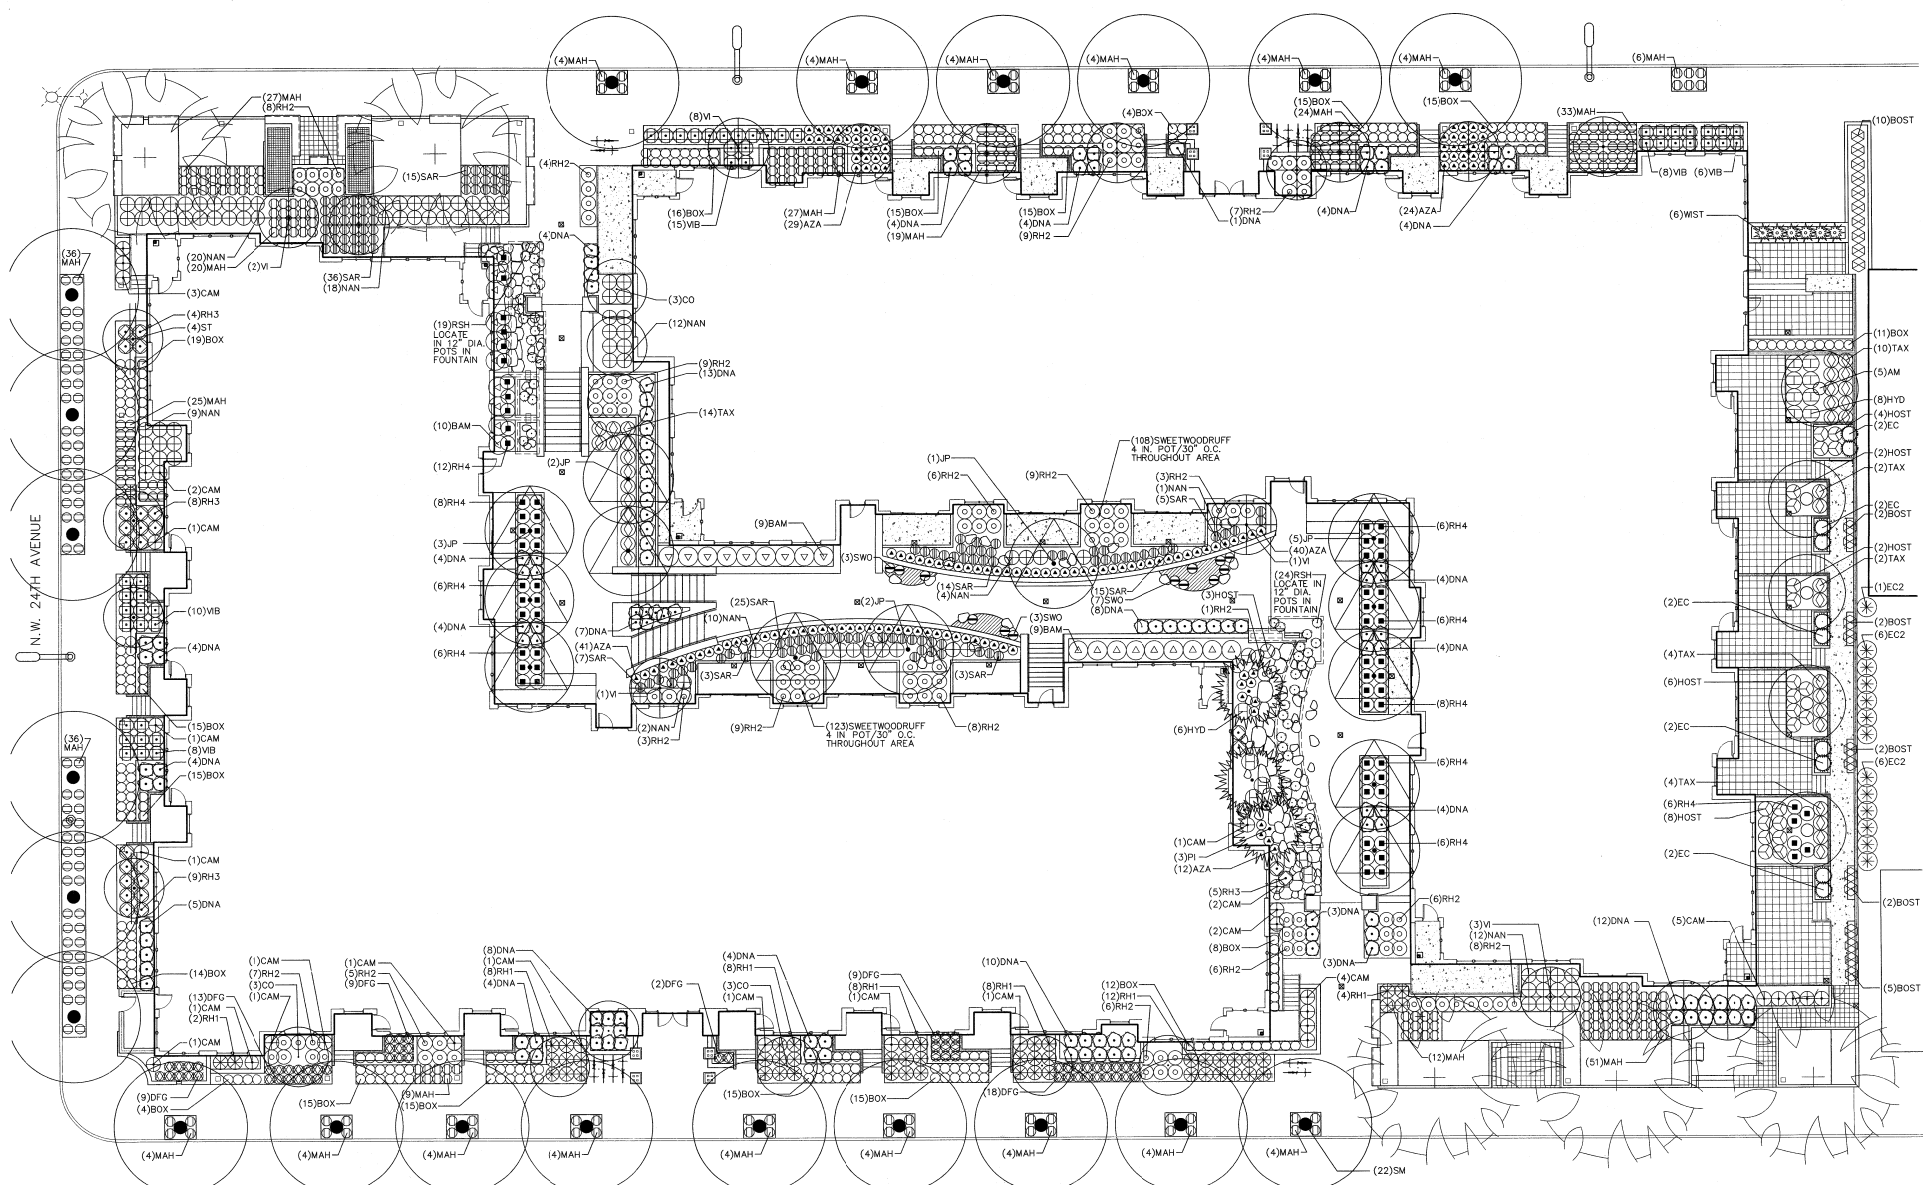 (4)MAH
(4)MAH
(4)MAH
(4)MAH
(4)MAH
(4)MAH
(6)MAH
(27)MAH
(8)RH2
(8)VI
(4)BOX
(15)BOX
(24)MAH
(15)BOX
(33)MAH
(10)BOST
(4)RH2
(15)SAR
(8)VIB
(6)VIB
(16)BOX
(15)VIB
(27)MAH
(29)AZA
(15)BOX
(4)DNA
(19)MAH
(15)BOX
(4)DNA
(9)RH2
(7)RH2
(1)DNA
(4)DNA
(24)AZA
(4)DNA
(6)WIST
(4)DNA
(36)
MAH
(20)NAN
(20)MAH
(2)VI
(36)SAR
(18)NAN
(3)CAM
(3)CO
(4)RH3
(4)ST
(19)BOX
(19)RSH
LOCATE
IN 12" DIA.
POTS IN
FOUNTAIN
(12)NAN
(9)RH2
(13)DNA
(11)BOX
(10)TAX
(5)AM
(8)HYD
(4)HOST
(2)EC
(25)MAH
(9)NAN
(14)TAX
(10)BAM
(12)RH4
(2)JP
(1)JP
(6)RH2
(9)RH2
(108)SWEETWOODRUFF
4 IN. POT/30" O.C.
THROUGHOUT AREA
(3)RH2
(1)NAN
(5)SAR
(2)HOST
(2)TAX
(2)CAM
(8)RH3
(1)CAM
(8)RH4
(2)EC
(2)BOST
N.W. 24TH AVENUE
(9)BAM
(6)RH4
(3)JP
(4)DNA
(3)SWO
(5)JP
(40)AZA
(1)VI
(2)HOST
(2)TAX
(6)RH4
(14)SAR
(4)NAN
(15)SAR
(7)SWO
(8)DNA
(24)RSH
LOCATE IN
12" DIA.
POTS IN
FOUNTAIN
(4)DNA
(1)EC2
(3)HOST
(1)RH2
(2)EC
(10)VIB
(25)SAR
(10)NAN
(2)JP
(3)SWO
(9)BAM
(4)DNA
(6)RH4
(2)BOST
(6)EC2
(7)DNA
(41)AZA
(7)SAR
(4)DNA
(6)RH4
(4)DNA
(3)SAR
(3)SAR
(4)TAX
(6)HOST
(1)VI
(8)RH4
(15)BOX
(1)CAM
(8)VIB
(4)DNA
(15)BOX
(36)
MAH
(2)NAN
(3)RH2
(9)RH2
(123)SWEETWOODRUFF
4 IN POT/30" O.C.
THROUGHOUT AREA
(8)RH2
(6)HYD
(2)EC
(2)BOST
(6)EC2
(6)RH4
(4)TAX
(6)RH4
(8)HOST
(4)DNA
(1)CAM
(3)PI
(12)AZA
(6)RH4
(2)EC
(1)CAM
(9)RH3
(5)DNA
(5)RH3
(2)CAM
(3)DNA
(6)RH2
(2)BOST
(2)CAM
(8)BOX
(6)RH2
(3)VI
(12)NAN
(8)RH2
(12)DNA
(5)CAM
(3)DNA
(14)BOX
(13)DFG
(1)CAM
(2)RH1
(1)CAM
(1)CAM
(7)RH2
(3)CO
(1)CAM
(1)CAM
(5)RH2
(9)DFG
(8)DNA
(1)CAM
(8)RH1
(4)DNA
(2)DFG
(4)DNA
(8)RH1
(3)CO
(1)CAM
(9)DFG
(8)RH1
(1)CAM
(10)DNA
(8)RH1
(1)CAM
(12)BOX
(12)RH1
(6)RH2
(4)CAM
(4)RH1
(5)BOST
(12)MAH
(51)MAH
(9)DFG
(4)BOX
(15)BOX
(9)MAH
(15)BOX
(15)BOX
(15)BOX
(18)DFG
(4)MAH
(4)MAH
(4)MAH
(4)MAH
(4)MAH
(4)MAH
(4)MAH
(4)MAH
(4)MAH
(22)SM